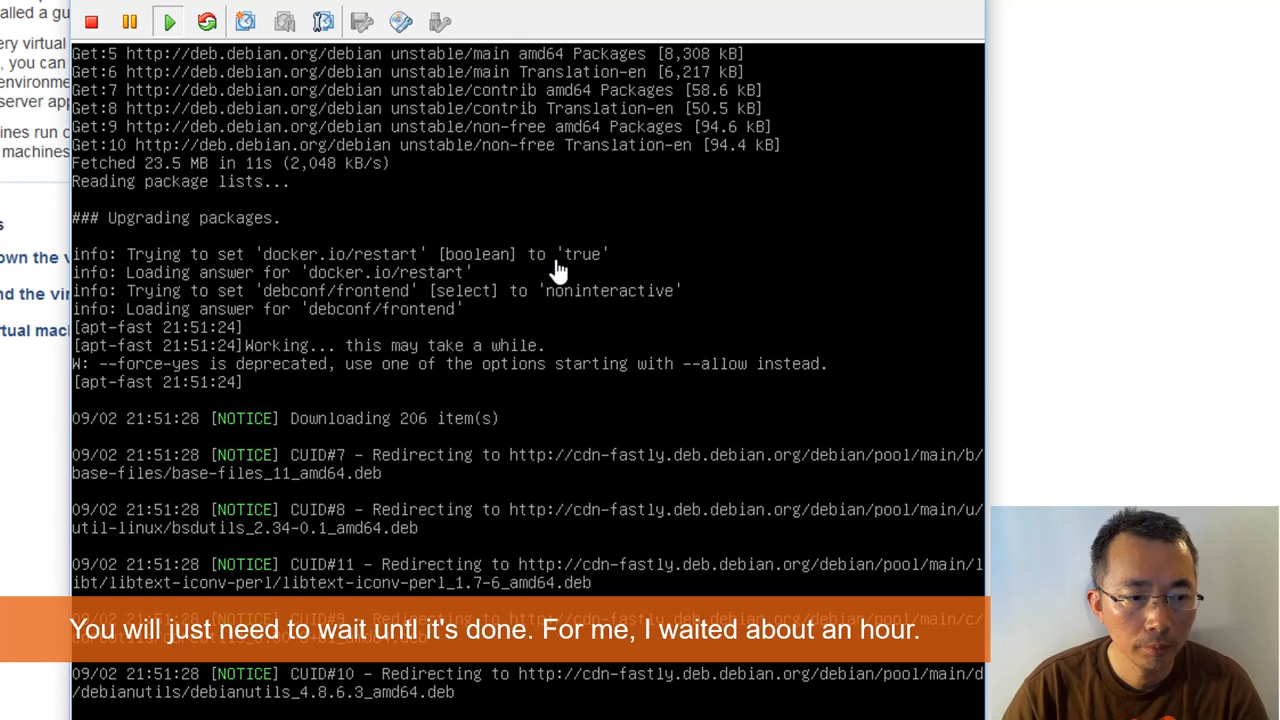 alled a gu
ery virtual
, you can
environme
server app
ines run o
machines
s
own the v
nd the vir
rtual mac
Get:5 http://deb.debian.org/debian unstable/main amd64 Packages [8,308 kB]
Get:6 http://deb.debian.org/debian unstable/main Translation-en [6,217 kB]
Get:7 http://deb.debian.org/debian unstable/contrib amd64 Packages [58.6 kB]
Get:8 http://deb.debian.org/debian unstable/contrib Translation-en [50.5 kB]
Get:9 http://deb.debian.org/debian unstable/non-free amd64 Packages [94.6 kB]
Get:10 http://deb.debian.org/debian unstable/non-free Translation-en [94.4 kB]
Fetched 23.5 MB in 11s (2,048 kB/s)
Reading package lists...
### Upgrading packages.
info: Trying to set 'docker.io/restart' [boolean] to 'true'
info: Loading answer for 'docker.io/restart'
info: Trying to set 'debconf/frontend' [select] to 'noninteractive'
info: Loading answer for 'debconf/frontend'
[apt-fast 21:51:24]
[apt-fast 21:51:24]Working... this may take a while.
W: --force-yes is deprecated, use one of the options starting with --allow instead.
[apt-fast 21:51:24]
09/02 21:51:28 [NOTICE] Downloading 206 item(s)
09/02 21:51:28 [NOTICE] CUID#7 - Redirecting to http://cdn-fastly.deb.debian.org/debian/pool/main/b/
base-files/base-files_11_amd64.deb
09/02 21:51:28 [NOTICE] CUID#8 - Redirecting to http://cdn-fastly.deb.debian.org/debian/pool/main/u/
util-linux/bsdutils_2.34-0.1_amd64.deb
09/02 21:51:28 [NOTICE] CUID#11 - Redirecting to http://cdn-fastly.deb.debian.org/debian/pool/main/l
ibt/libtext-iconv-perl/libtext-iconv-perl_1.7-6_amd64.deb
You will just need to wait until it's done. For me, I waited about an hour.
09/02 21:51:28 [NOTICE] CUID#10 - Redirecting to http://cdn-fastly.deb.debian.org/debian/pool/main/d
/debianutils/debianutils_4.8.6.3_amd64.deb